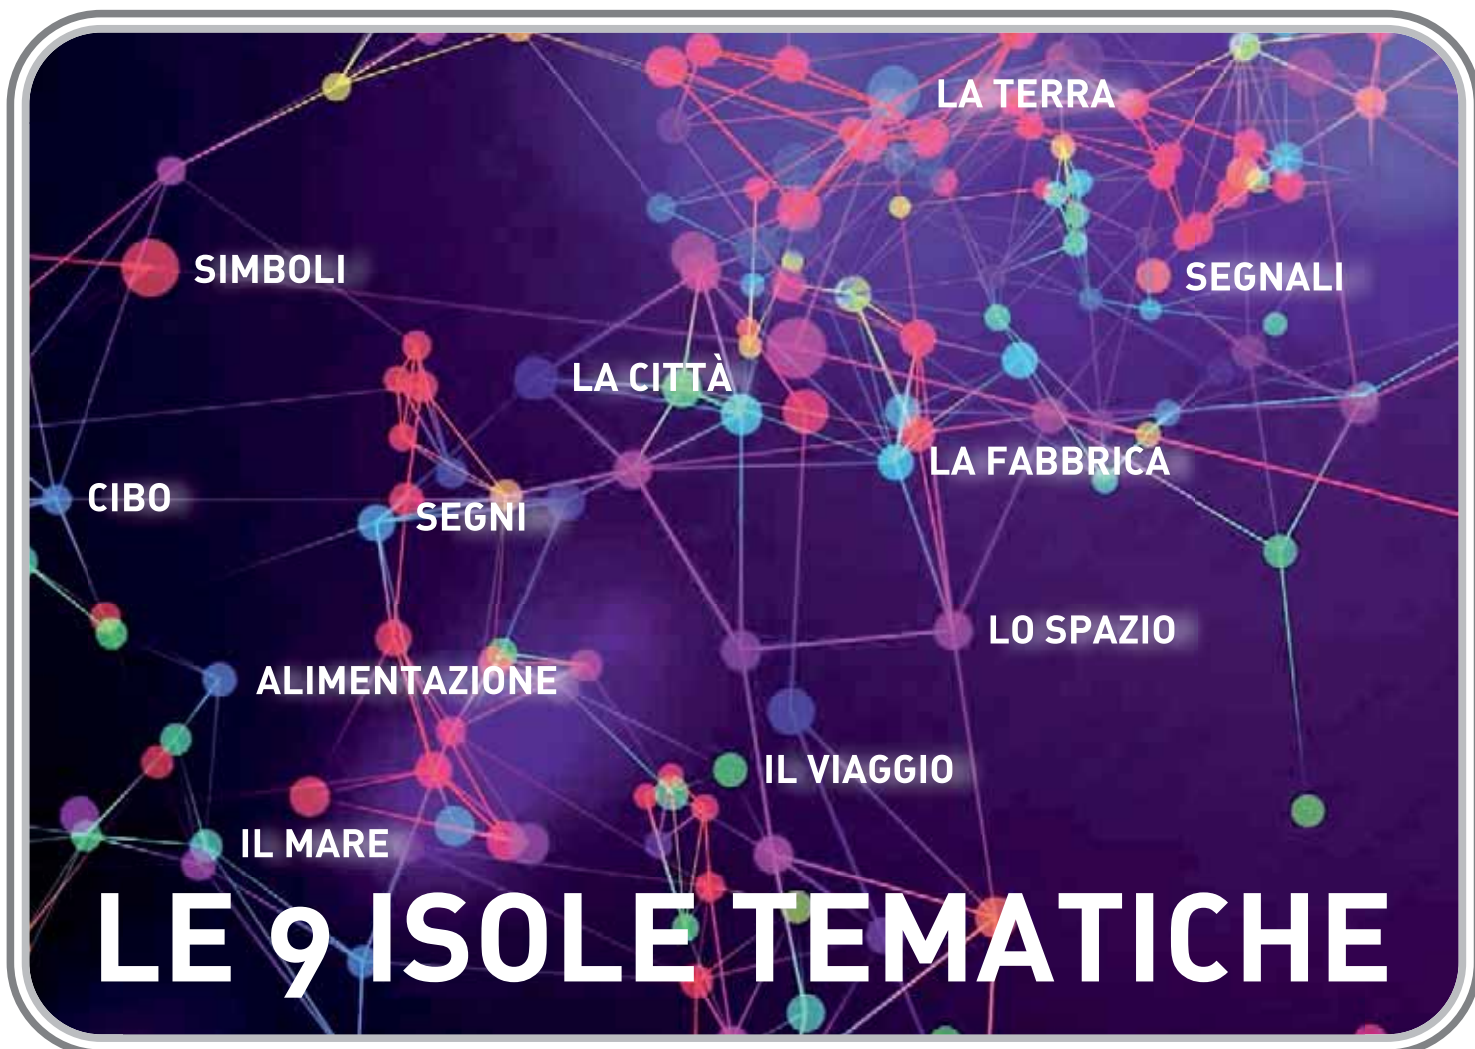 LA TERRA
SIMBOLI
SEGNALI
LA CITTÀ
LA FABBRICA
CIBO
SEGNI
LO SPAZIO
ALIMENTAZIONE
IL VIAGGIO
IL MARE
LE 9 ISOLE TEMATICHE